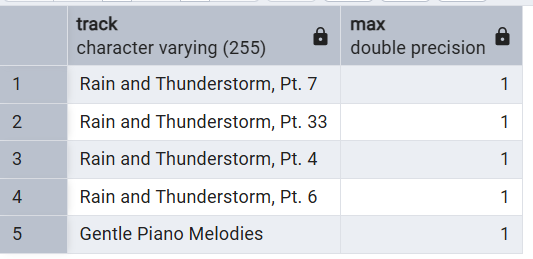 track max
character varying (255) double precision
1 Rain and Thunderstorm, Pt. 7 1
2 Rain and Thunderstorm, Pt. 33 1
3 Rain and Thunderstorm, Pt. 4 1
4 Rain and Thunderstorm, Pt. 6 1
5 Gentle Piano Melodies 1